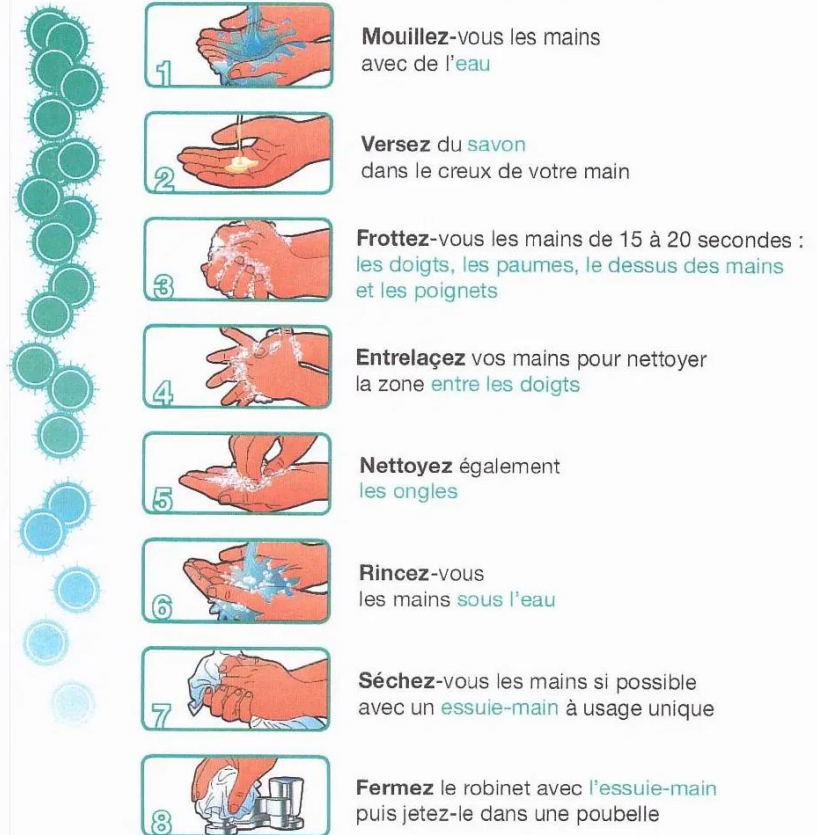 1
Mouillez-vous les mains
avec de l'eau
2
Versez du savon
dans le creux de votre main
3
Frottez-vous les mains de 15 à 20 secondes :
les doigts, les paumes, le dessus des mains
et les poignets
4
Entrelaçez vos mains pour nettoyer
la zone entre les doigts
5
Nettoyez également
les ongles
6
Rincez-vous
les mains sous l'eau
7
Séchez-vous les mains si possible
avec un essuie-main à usage unique
8
Fermez le robinet avec l'essuie-main
puis jetez-le dans une poubelle